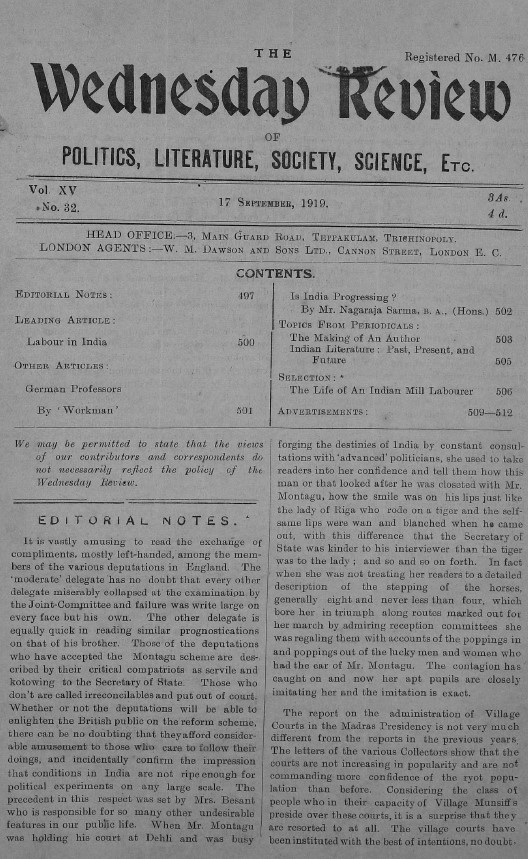 THE
Registered No. M. 476
Wednesday Review
OF
POLITICS, LITERATURE, SOCIETY, SCIENCE, ETC.
Vol. XV
No. 32.
17 SEPTEMBER, 1919.
3 As.
4 d.
HEAD OFFICE,—3, MAIN GUARD ROAD, TEPPAKULAM, TRICHINOPOLY.
LONDON AGENTS:—W. M. DAWSON AND SONS LTD., CANNON STREET, LONDON E. C.
CONTENTS.
EDITORIAL NOTES: 497
LEADING ARTICLE:
Labour in India 500
OTHER ARTICLES:
German Professors
By 'Workman' 501
Is India Progressing?
By Mr. Nagaraja Sarma, B. A., (Hons.) 502
TOPICS FROM PERIODICALS:
The Making of An Author 503
Indian Literature: Past, Present, and
Future 505
SELECTION:
The Life of An Indian Mill Labourer 506
ADVERTISEMENTS: 509—512
We may be permitted to state that the views
of our contributors and correspondents do
not necessarily reflect the policy of the
Wednesday Review.
EDITORIAL NOTES.
It is vastly amusing to read the exchange of
compliments, mostly left-handed, among the mem-
bers of the various deputations in England. The
'moderate' delegate has no doubt that every other
delegate miserably collapsed at the examination by
the Joint-Committee and failure was write large on
every face but his own. The other delegate is
equally quick in reading similar prognostications
on that of his brother. Those of the deputations
who have accepted the Montagu scheme are des-
cribed by their critical compatriots as servile and
kotowing to the Secretary of State. Those who
don't are called irreconcilables and put out of court.
Whether or not the deputations will be able to
enlighten the British public on the reform scheme,
there can be no doubting that they afford consider-
able amusement to those who care to follow their
doings, and incidentally confirm the impression
that conditions in India are not ripe enough for
political experiments on any large scale. The
precedent in this respect was set by Mrs. Besant
who is responsible for so many other undesirable
features in our public life. When Mr. Montagu
was holding his court at Dehli and was busy
forging the destinies of India by constant consul-
tations with 'advanced' politicians, she used to take
readers into her confidence and tell them how this
man or that looked after he was closeted with Mr.
Montagu, how the smile was on his lips just like
the lady of Riga who rode on a tiger and the self-
same lips were wan and blanched when he came
out, with this difference that the Secretary of
State was kinder to his interviewer than the tiger
was to the lady; and so and so on forth. In fact
when she was not treating her readers to a detailed
description of the stepping of the horses,
generally eight and never less than four, which
bore her in triumph along routes marked out for
her march by admiring reception committees she
was regaling them with accounts of the poppings in
and poppings out of the lucky men and women who
had the ear of Mr. Montagu. The contagion has
caught on and now her apt pupils are closely
imitating her and the imitation is exact.
The report on the administration of Village
Courts in the Madras Presidency is not very much
different from the reports in the previous years.
The letters of the various Collectors show that the
courts are not increasing in popularity and are not
commanding more confidence of the ryot popu-
lation than before. Considering the class of
people who in their capacity of Village Munsiffs
preside over these courts, it is a surprise that they
are resorted to at all. The village courts have
been instituted with the best of intentions, no doubt.